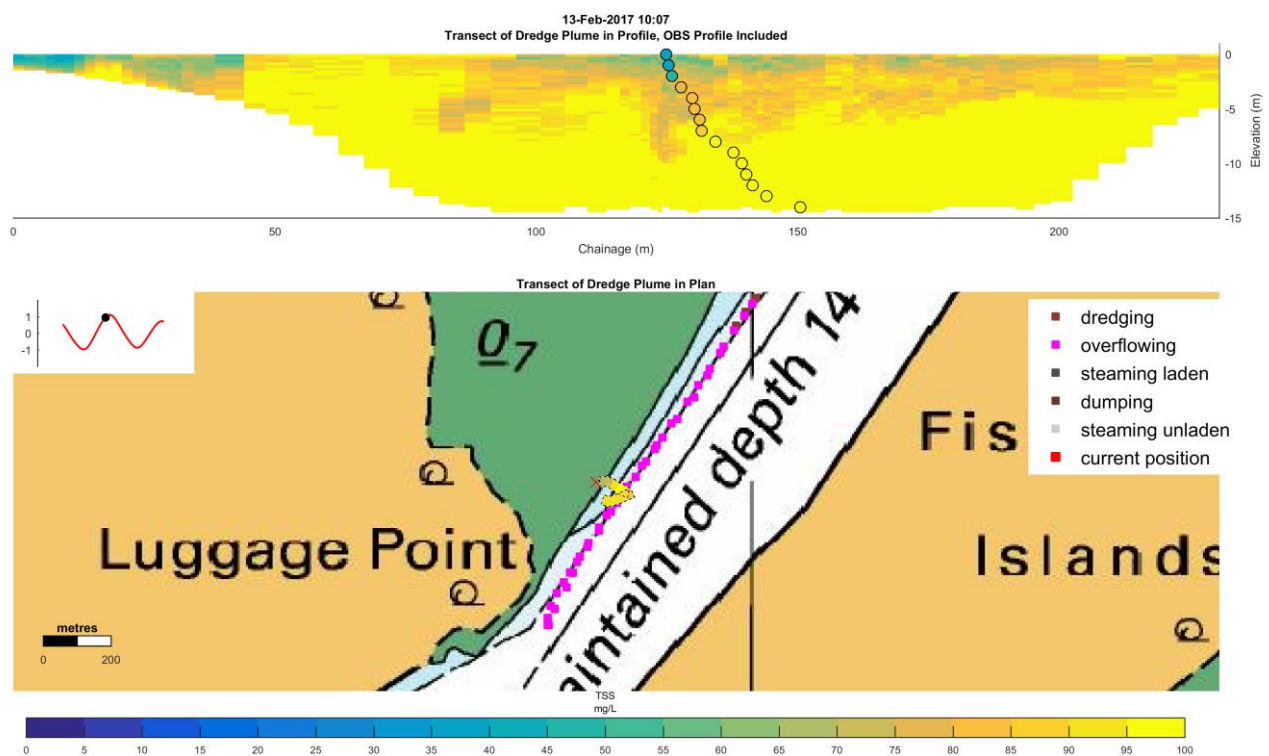 13-Feb-2017 10:07
Transect of Dredge Plume in Profile, OBS Profile Included
0
-5
-10
-15
Elevation (m)
0 50 100 150 200
Chainage (m)
Transect of Dredge Plume in Plan
1
0
-1
0 7
Luggage Point
maintained depth 14
Fis
Islands
dredging
overflowing
steaming laden
dumping
steaming unladen
current position
metres
0 200
TSS
mg/L
0 5 10 15 20 25 30 35 40 45 50 55 60 65 70 75 80 85 90 95 100